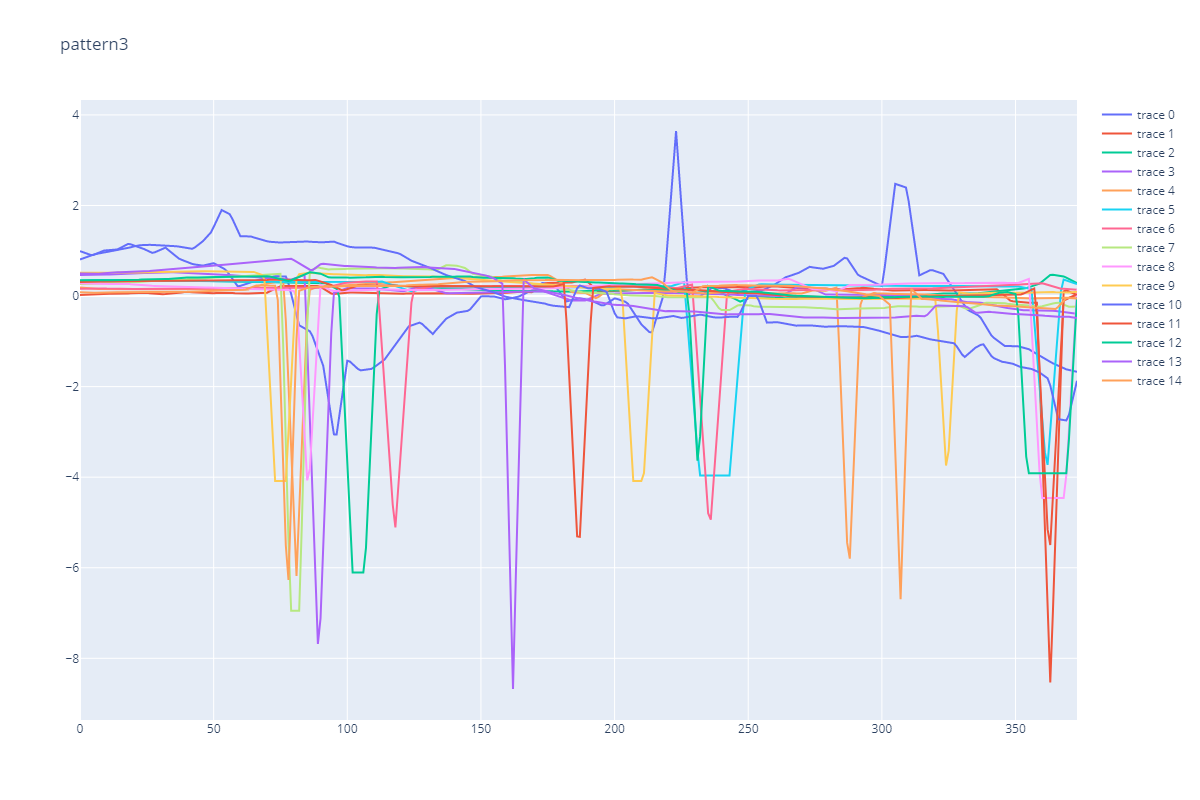 pattern3
4
2
0
−2
−4
−6
−8
0 50 100 150 200 250 300 350
trace 0
trace 1
trace 2
trace 3
trace 4
trace 5
trace 6
trace 7
trace 8
trace 9
trace 10
trace 11
trace 12
trace 13
trace 14